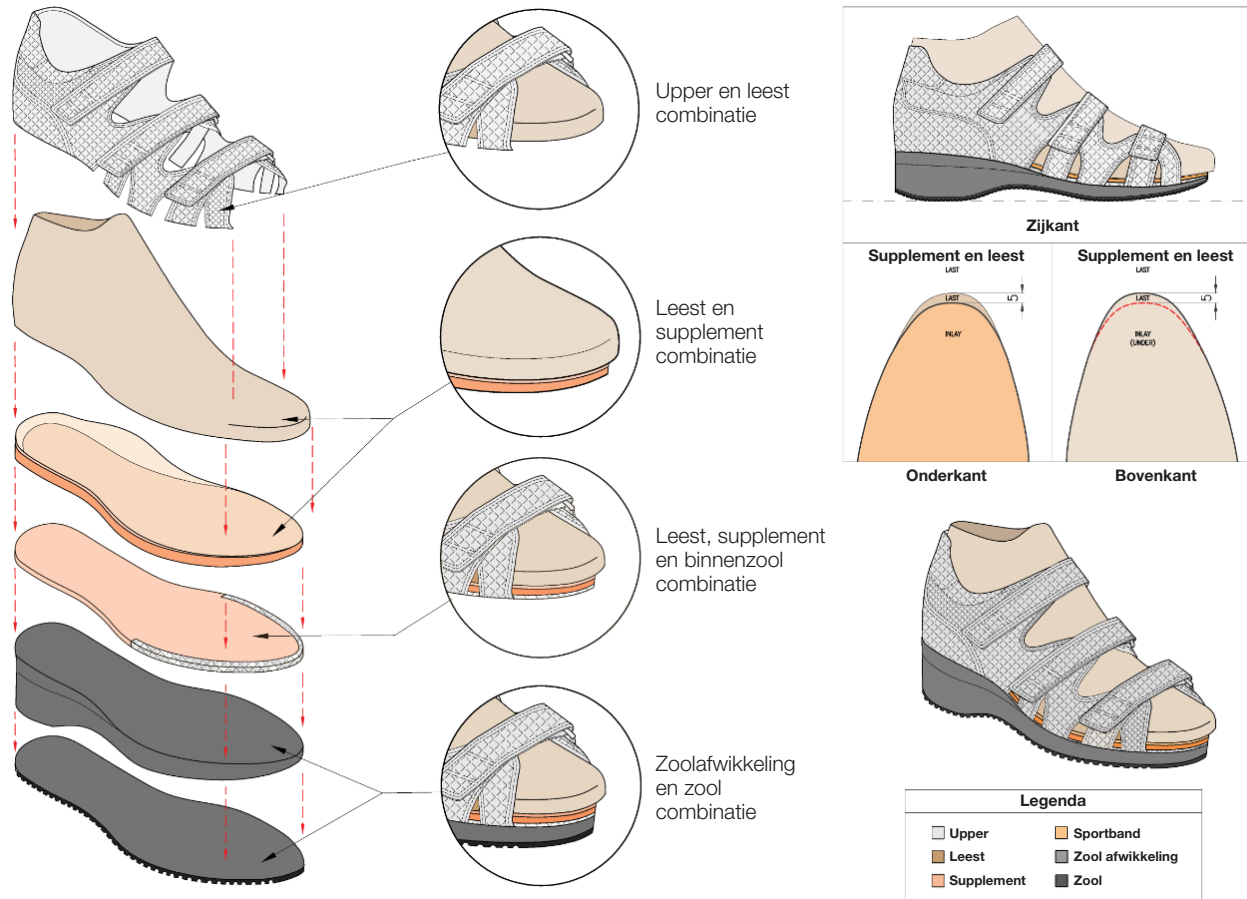 Upper en leest
combinatie
Leest en
supplement
combinatie
Leest, supplement
en binnenzool
combinatie
Zoolafwikkeling
en zool
combinatie
Zijkant
Supplement en leest
LAST
LAST
5
INLAY
Onderkant
Supplement en leest
LAST
LAST
5
INLAY
(UNDER)
Bovenkant
Legenda
Upper
Leest
Supplement
Sportband
Zool afwikkeling
Zool